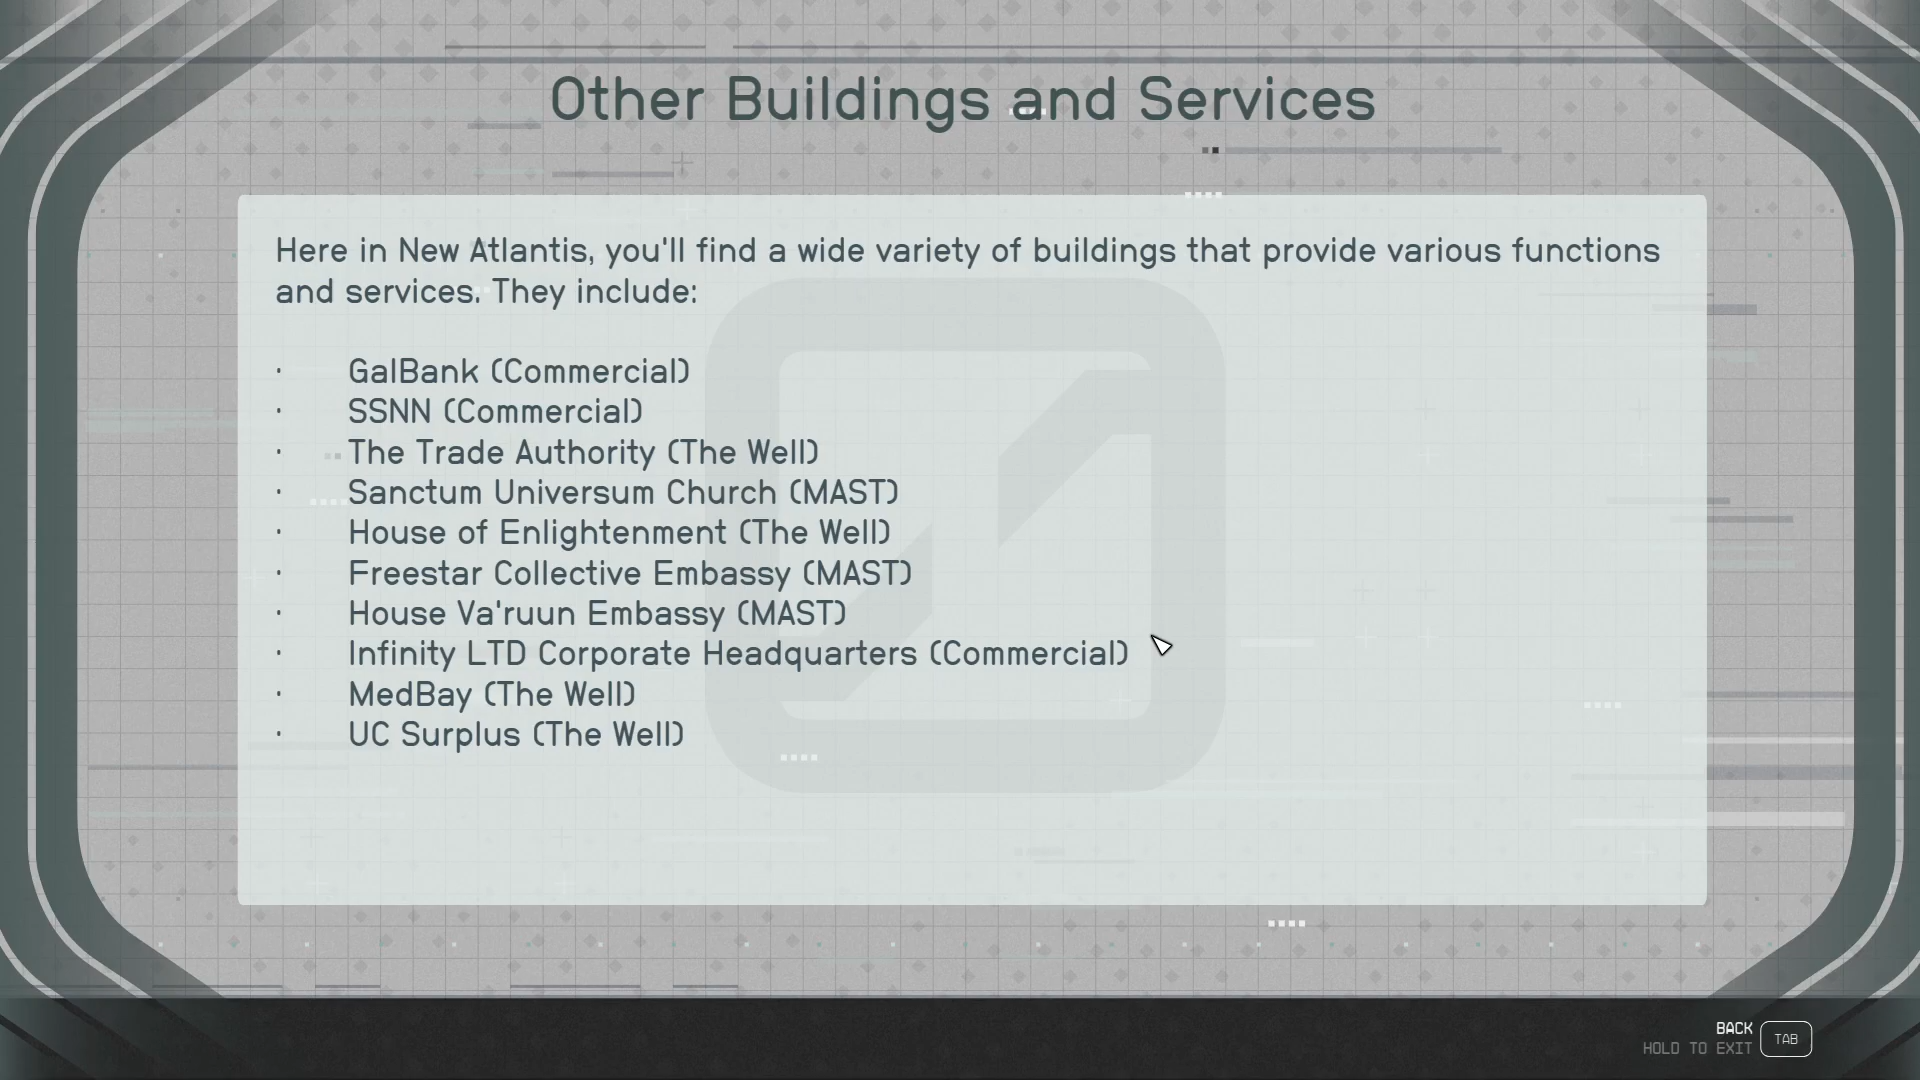 Other Buildings and Services
Here in New Atlantis, you'll find a wide variety of buildings that provide various functions
and services. They include:
· GalBank (Commercial)
· SSNN (Commercial)
· The Trade Authority (The Well)
· Sanctum Universum Church (MAST)
· House of Enlightenment (The Well)
· Freestar Collective Embassy (MAST)
· House Va'ruun Embassy (MAST)
· Infinity LTD Corporate Headquarters (Commercial)
· MedBay (The Well)
· UC Surplus (The Well)
BACK
HOLD TO EXIT TAB